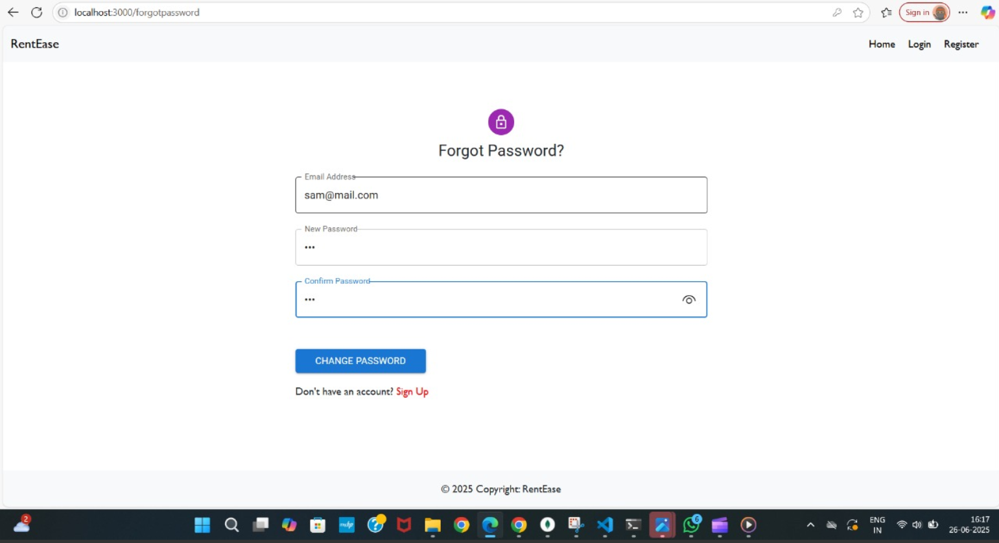 localhost:3000/forgotpassword
Sign in
RentEase
Home Login Register
Forgot Password?
Email Address
sam@mail.com
New Password
•••
Confirm Password
•••
CHANGE PASSWORD
Don't have an account? Sign Up
© 2025 Copyright: RentEase
2
myhp
6
ENG
IN
16:17
26-06-2025